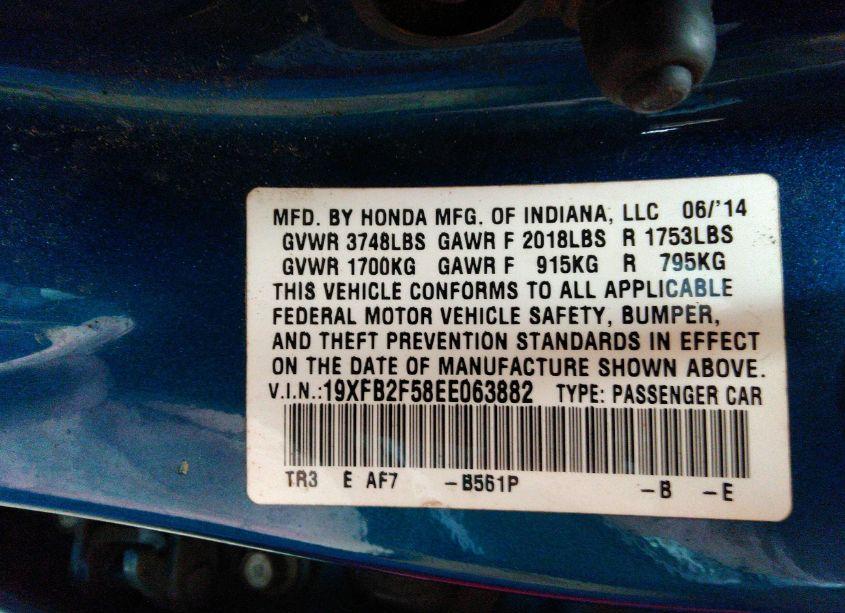 MFD. BY HONDA MFG. OF INDIANA, LLC 06/'14
GVWR 3748LBS GAWR F 2018LBS R 1753LBS
GVWR 1700KG GAWR F 915KG R 795KG
THIS VEHICLE CONFORMS TO ALL APPLICABLE
FEDERAL MOTOR VEHICLE SAFETY, BUMPER,
AND THEFT PREVENTION STANDARDS IN EFFECT
ON THE DATE OF MANUFACTURE SHOWN ABOVE.
V.I.N.:19XFB2F58EE063882 TYPE: PASSENGER CAR
TR3 E AF7 -B561P -B -E